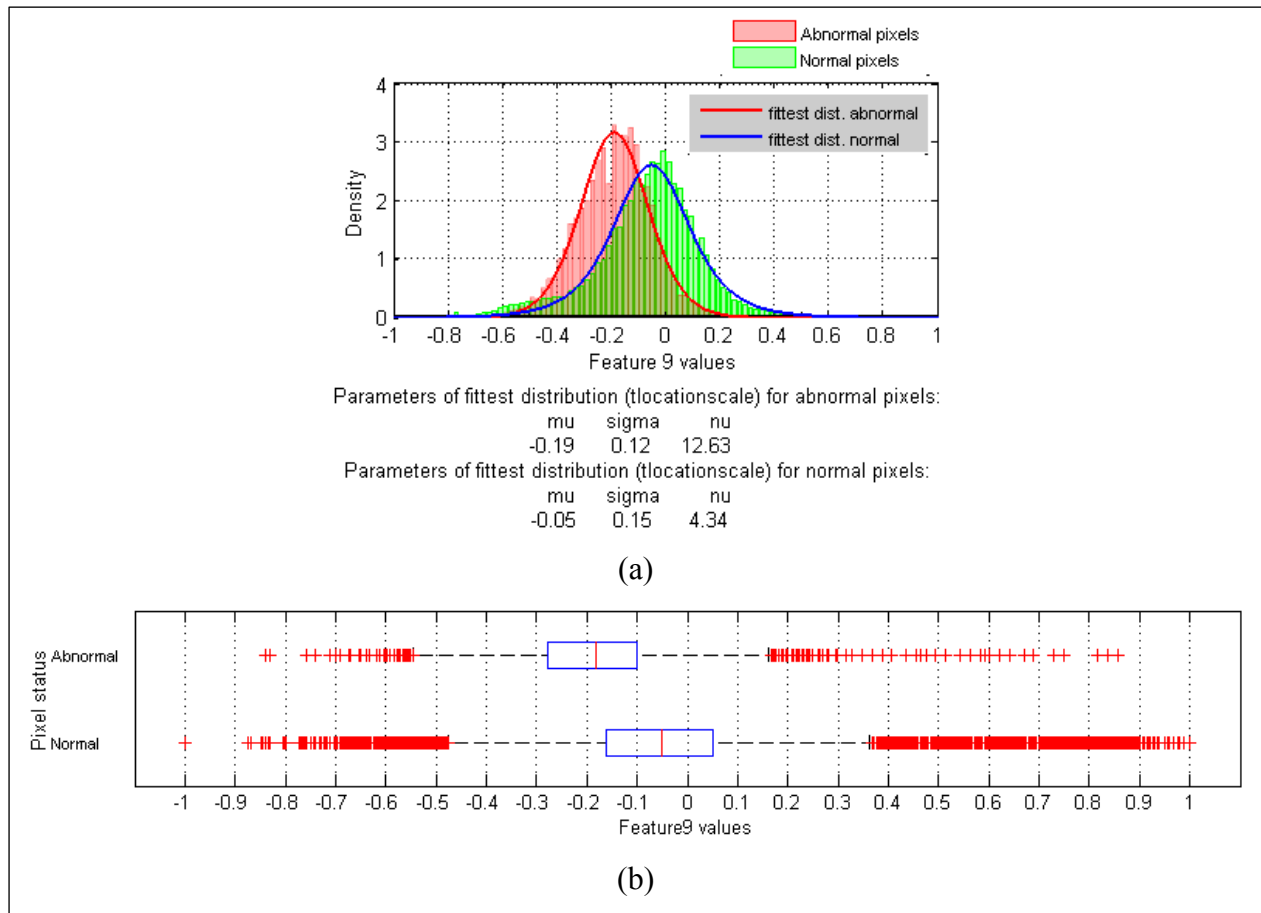 Abnormal pixels
Normal pixels
fittest dist. abnormal
fittest dist. normal
4
3
2
1
0
Density
-1 -0.8 -0.6 -0.4 -0.2 0 0.2 0.4 0.6 0.8 1
Feature 9 values
Parameters of fittest distribution (tlocationscale) for abnormal pixels:
mu sigma nu
-0.19 0.12 12.63
Parameters of fittest distribution (tlocationscale) for normal pixels:
mu sigma nu
-0.05 0.15 4.34
(a)
Pixel status
Abnormal
Normal
-1 -0.9 -0.8 -0.7 -0.6 -0.5 -0.4 -0.3 -0.2 -0.1 0 0.1 0.2 0.3 0.4 0.5 0.6 0.7 0.8 0.9 1
Feature9 values
(b)